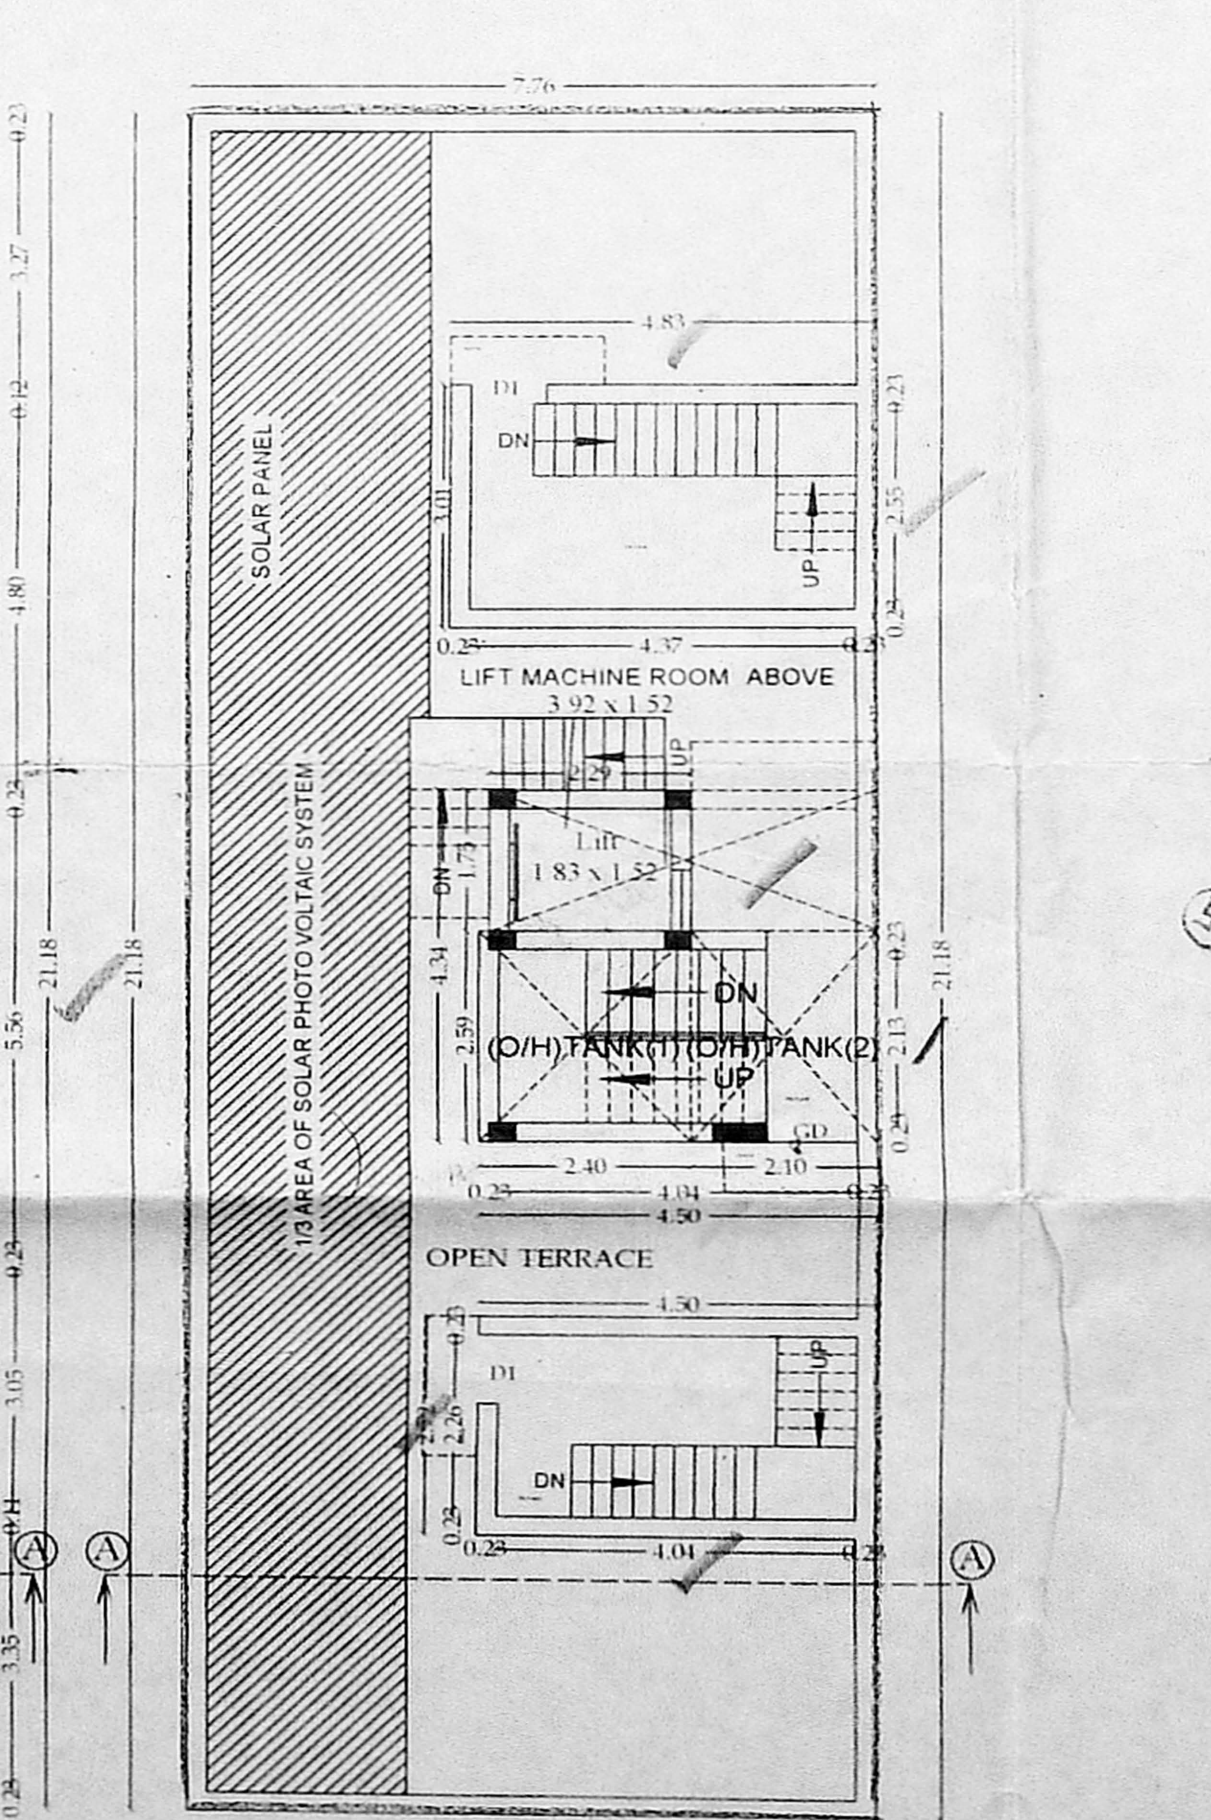 7.76
0.23
3.27
0.12
4.80
0.23
5.56
0.23
3.05
3.35
0.23
21.18
21.18
21.18
SOLAR PANEL
1/3 AREA OF SOLAR PHOTO VOLTAIC SYSTEM
4.83
D1
DN
UP
3.01
0.23
2.55
0.23
0.23 4.37 0.23
LIFT MACHINE ROOM ABOVE
3.92 x 1.52
UP
2.29
DN
1.75
Lift
1.83 x 1.52
4.34
2.59
DN
(O/H)TANK(1) (O/H)TANK(2)
UP
0.23
2.13
GD
2.40 2.10
0.23 4.04 0.23
4.50
OPEN TERRACE
4.50
0.23
D1
UP
2.26
DN
0.23
0.23 4.04 0.23
A A A